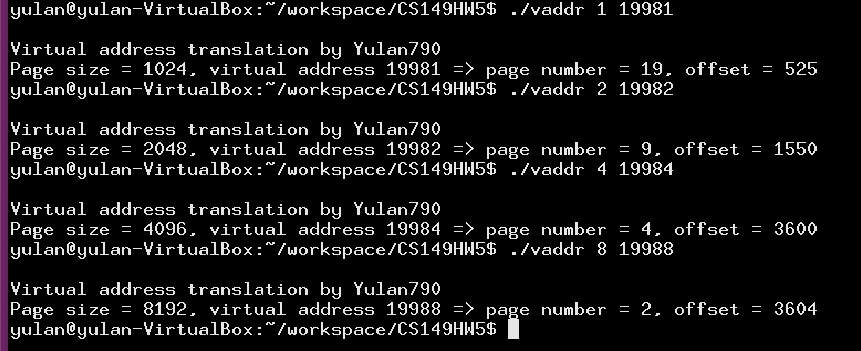 yulan@yulan-VirtualBox:~/workspace/CS149HW5$ ./vaddr 1 19981
Virtual address translation by Yulan790
Page size = 1024, virtual address 19981 => page number = 19, offset = 525
yulan@yulan-VirtualBox:~/workspace/CS149HW5$ ./vaddr 2 19982
Virtual address translation by Yulan790
Page size = 2048, virtual address 19982 => page number = 9, offset = 1550
yulan@yulan-VirtualBox:~/workspace/CS149HW5$ ./vaddr 4 19984
Virtual address translation by Yulan790
Page size = 4096, virtual address 19984 => page number = 4, offset = 3600
yulan@yulan-VirtualBox:~/workspace/CS149HW5$ ./vaddr 8 19988
Virtual address translation by Yulan790
Page size = 8192, virtual address 19988 => page number = 2, offset = 3604
yulan@yulan-VirtualBox:~/workspace/CS149HW5$